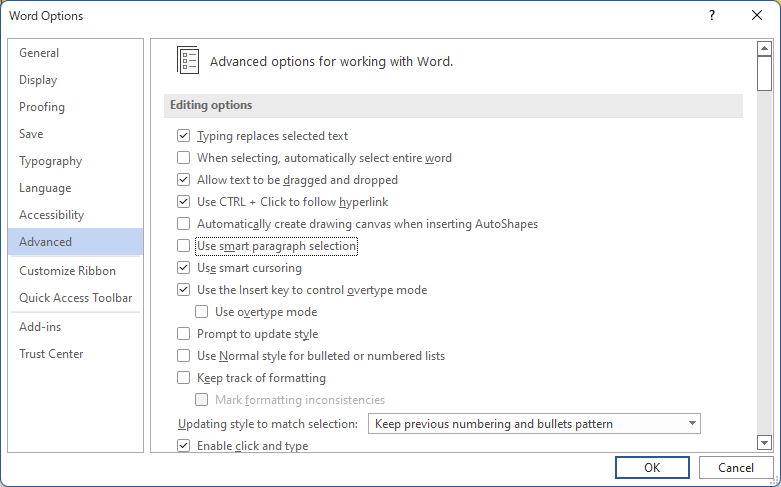 Word Options
?
General
Display
Proofing
Save
Typography
Language
Accessibility
Advanced
Customize Ribbon
Quick Access Toolbar
Add-ins
Trust Center
Advanced options for working with Word.
Editing options
Typing replaces selected text
When selecting, automatically select entire word
Allow text to be dragged and dropped
Use CTRL + Click to follow hyperlink
Automatically create drawing canvas when inserting AutoShapes
Use smart paragraph selection
Use smart cursoring
Use the Insert key to control overtype mode
Use overtype mode
Prompt to update style
Use Normal style for bulleted or numbered lists
Keep track of formatting
Mark formatting inconsistencies
Updating style to match selection: Keep previous numbering and bullets pattern
Enable click and type
OK Cancel